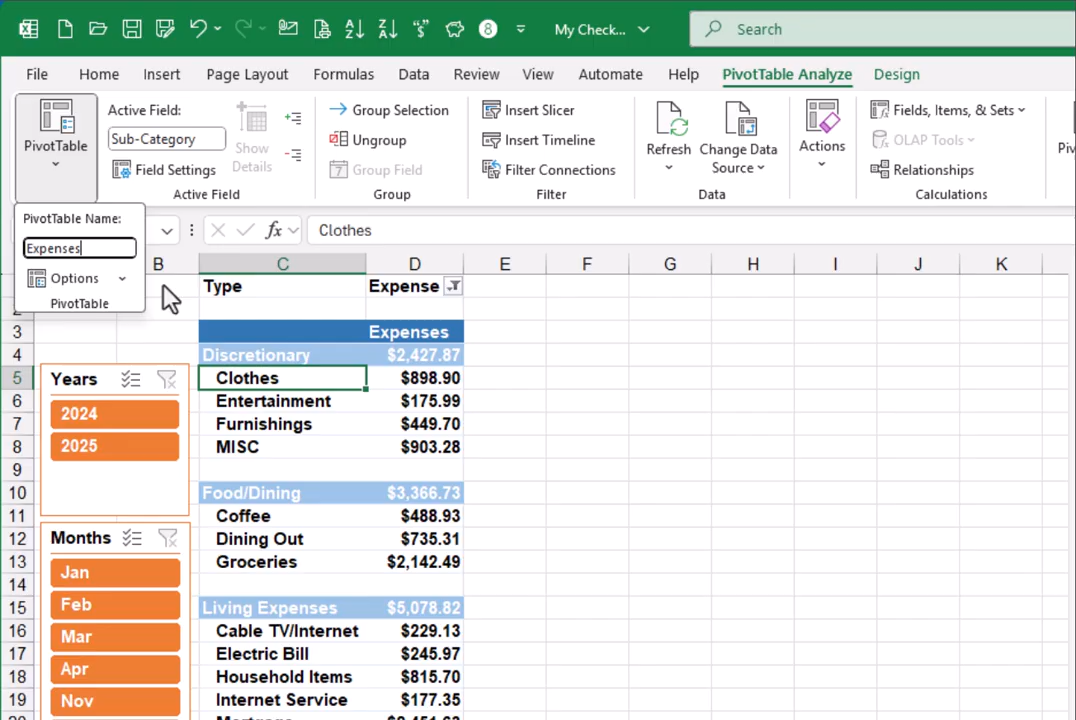 My Check...
Search
File Home Insert Page Layout Formulas Data Review View Automate Help PivotTable Analyze Design
PivotTable
Active Field:
Sub-Category
Field Settings
Show Details
Active Field
Group Selection
Ungroup
Group Field
Group
Insert Slicer
Insert Timeline
Filter Connections
Filter
Refresh
Change Data Source
Data
Actions
Fields, Items, & Sets
OLAP Tools
Relationships
Calculations
PivotTable Name:
Expenses
Options
PivotTable
fx Clothes
B C D E F G H I J K
Type Expense
3 Expenses
4 Discretionary $2,427.87
5 Clothes $898.90
6 Entertainment $175.99
7 Furnishings $449.70
8 MISC $903.28
9
10 Food/Dining $3,366.73
11 Coffee $488.93
12 Dining Out $735.31
13 Groceries $2,142.49
14
15 Living Expenses $5,078.82
16 Cable TV/Internet $229.13
17 Electric Bill $245.97
18 Household Items $815.70
19 Internet Service $177.35
Years
2024
2025
Months
Jan
Feb
Mar
Apr
Nov